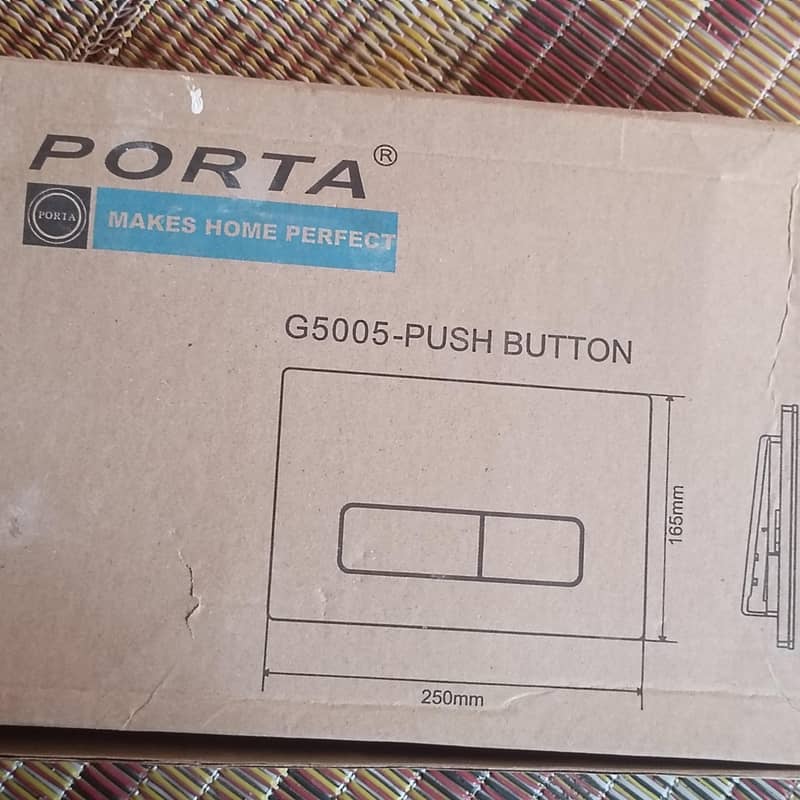 PORTA®
PORTA
MAKES HOME PERFECT
G5005-PUSH BUTTON
165mm
250mm